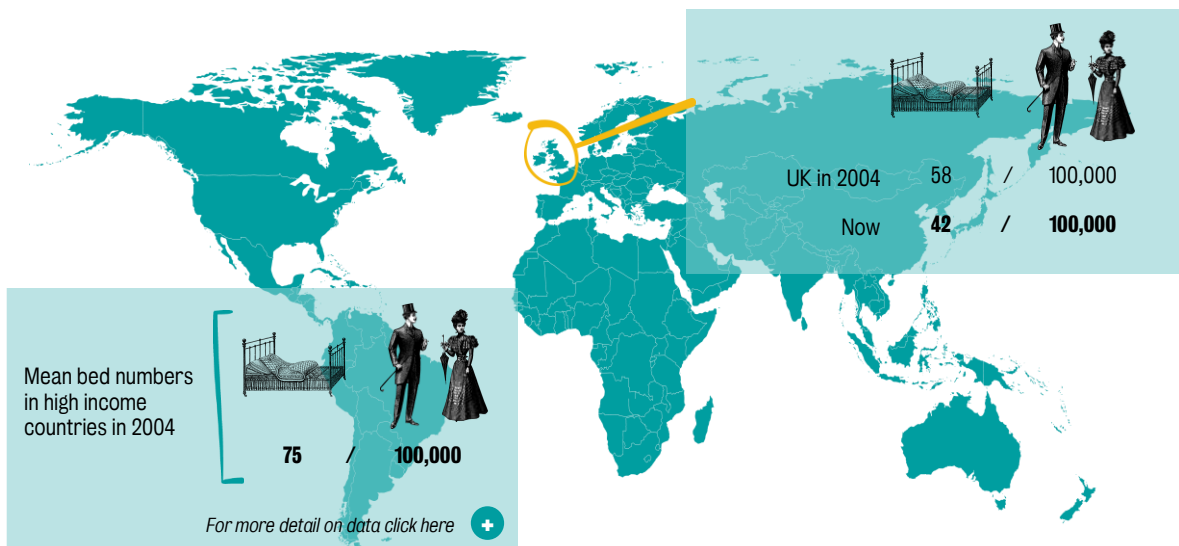 UK in 2004 58 / 100,000
Now 42 / 100,000
Mean bed numbers
in high income
countries in 2004
75 / 100,000
For more detail on data click here +